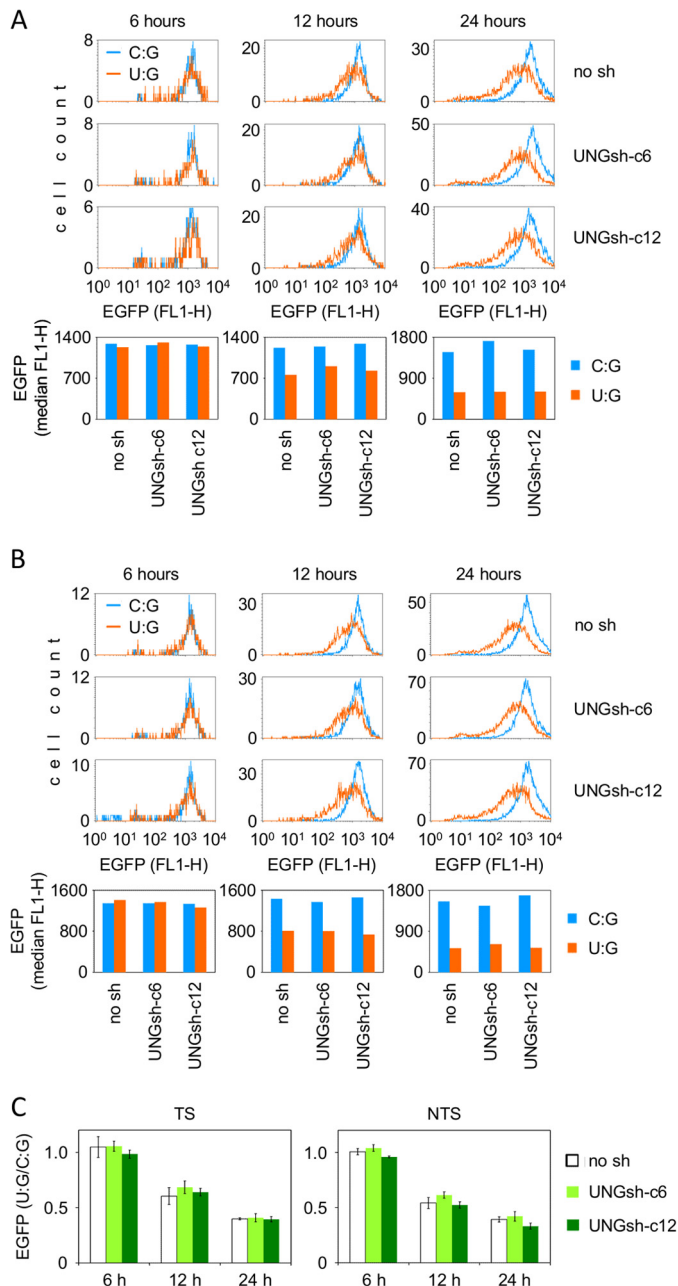 A
6 hours 12 hours 24 hours
8 20 30
C:G
U:G
no sh
0 0 0
8 20 50
UNGsh-c6
0 0 0
6 20 40
UNGsh-c12
0 0 0
cell count
10⁰ 10¹ 10² 10³ 10⁴ 10⁰ 10¹ 10² 10³ 10⁴ 10⁰ 10¹ 10² 10³ 10⁴
EGFP (FL1-H) EGFP (FL1-H) EGFP (FL1-H)
EGFP
(median FL1-H)
1400 1400 1800
700 700 900
0 0 0
C:G
U:G
no sh UNGsh-c6 UNGsh c12 no sh UNGsh-c6 UNGsh-c12 no sh UNGsh-c6 UNGsh-c12
B
6 hours 12 hours 24 hours
12 30 50
C:G
U:G
no sh
0 0 0
12 30 70
UNGsh-c6
0 0 0
10 30 70
UNGsh-c12
0 0 0
cell count
10⁰ 10¹ 10² 10³ 10⁴ 10⁰ 10¹ 10² 10³ 10⁴ 10⁰ 10¹ 10² 10³ 10⁴
EGFP (FL1-H) EGFP (FL1-H) EGFP (FL1-H)
EGFP
(median FL1-H)
1600 1600 1800
800 800 900
0 0 0
C:G
U:G
no sh UNGsh-c6 UNGsh-c12 no sh UNGsh-c6 UNGsh-c12 no sh UNGsh-c6 UNGsh-c12
C
TS NTS
EGFP (U:G/C:G)
1.0 1.0
0.5 0.5
0 0
6 h 12 h 24 h 6 h 12 h 24 h
no sh
UNGsh-c6
UNGsh-c12